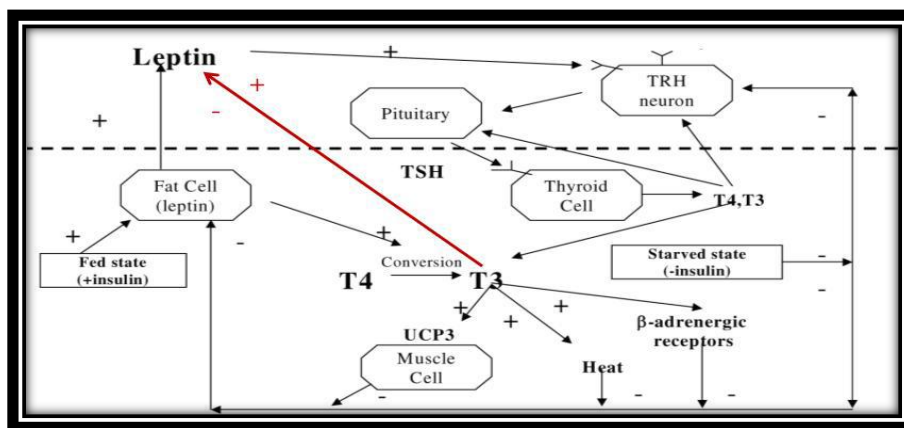 Leptin
+
TRH
neuron
+
-
Pituitary
+
-
TSH
Fat Cell
(leptin)
Thyroid
Cell
T4,T3
+
-
+
Fed state
(+insulin)
Conversion
Starved state
(-insulin)
-
-
T4
T3
+
+
+
UCP3
β-adrenergic
receptors
Muscle
Cell
Heat
-
-
-